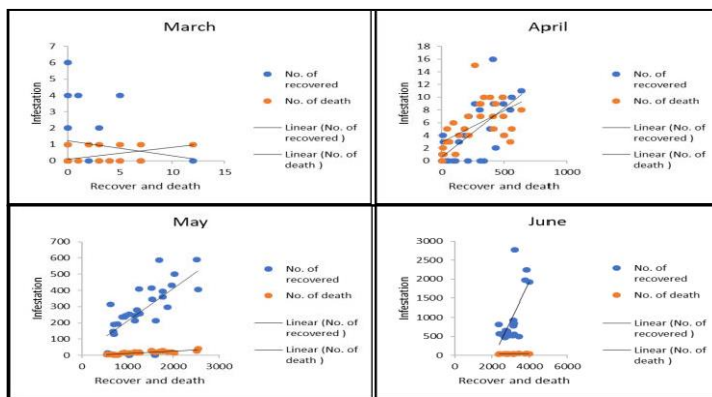 March
7
6
5
4
3
2
1
0
0 5 10 15
Infestation
Recover and death
No. of
recovered
No. of death
Linear (No. of
recovered )
Linear (No. of
death )
April
18
16
14
12
10
8
6
4
2
0
0 500 1000
Infestation
Recover and death
No. of
recovered
No. of death
Linear (No. of
recovered )
Linear (No. of
death )
May
700
600
500
400
300
200
100
0
0 1000 2000 3000
Infestation
Recover and death
No. of
recovered
No. of death
Linear (No. of
recovered )
Linear (No. of
death )
June
3000
2500
2000
1500
1000
500
0
0 2000 4000 6000
Infestation
Recover and death
No. of
recovered
No. of death
Linear (No. of
recovered )
Linear (No. of
death )